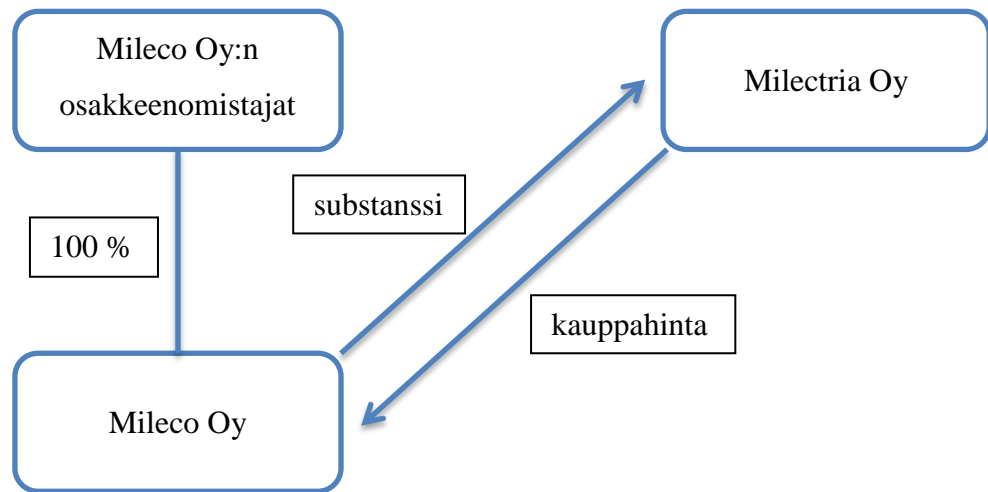 Mileco Oy:n
osakkeenomistajat
Milectria Oy
substanssi
100 %
kauppahinta
Mileco Oy